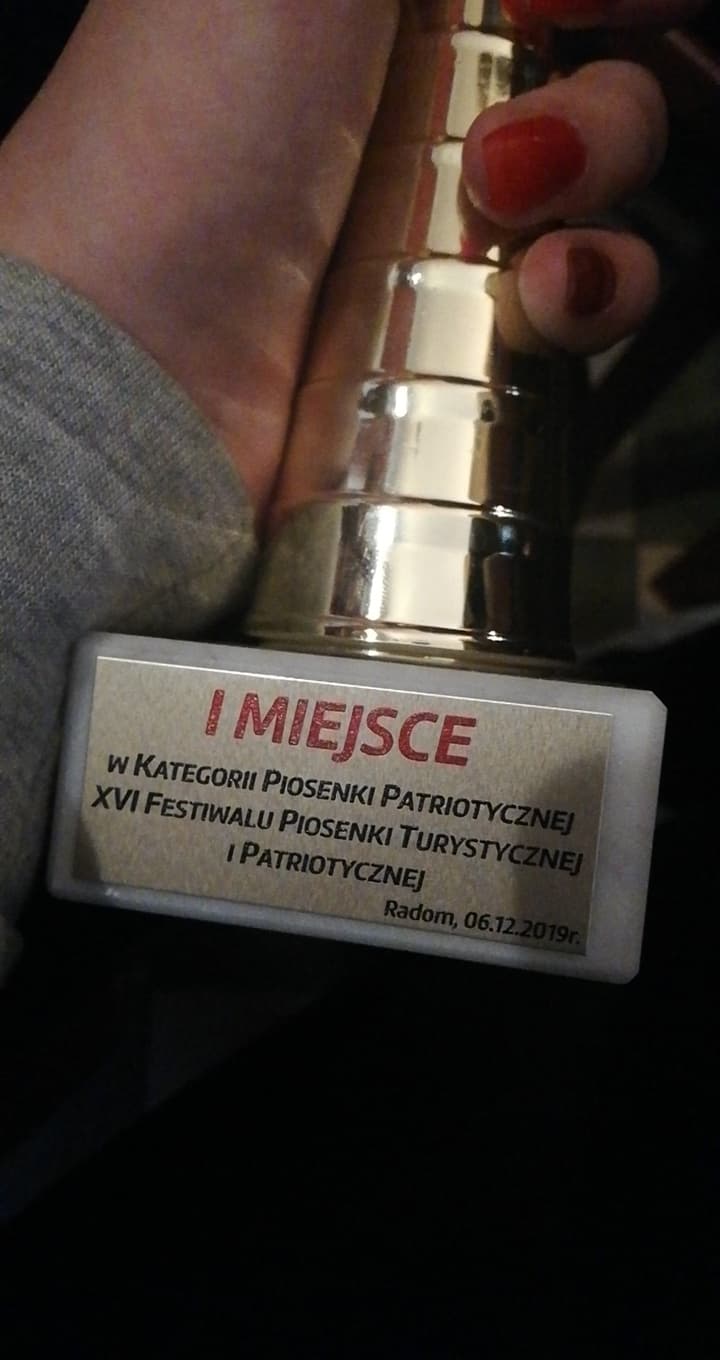 I MIEJSCE
w Kategorii Piosenki Patriotycznej
XVI Festiwalu Piosenki Turystycznej
i Patriotycznej
Radom, 06.12.2019r.